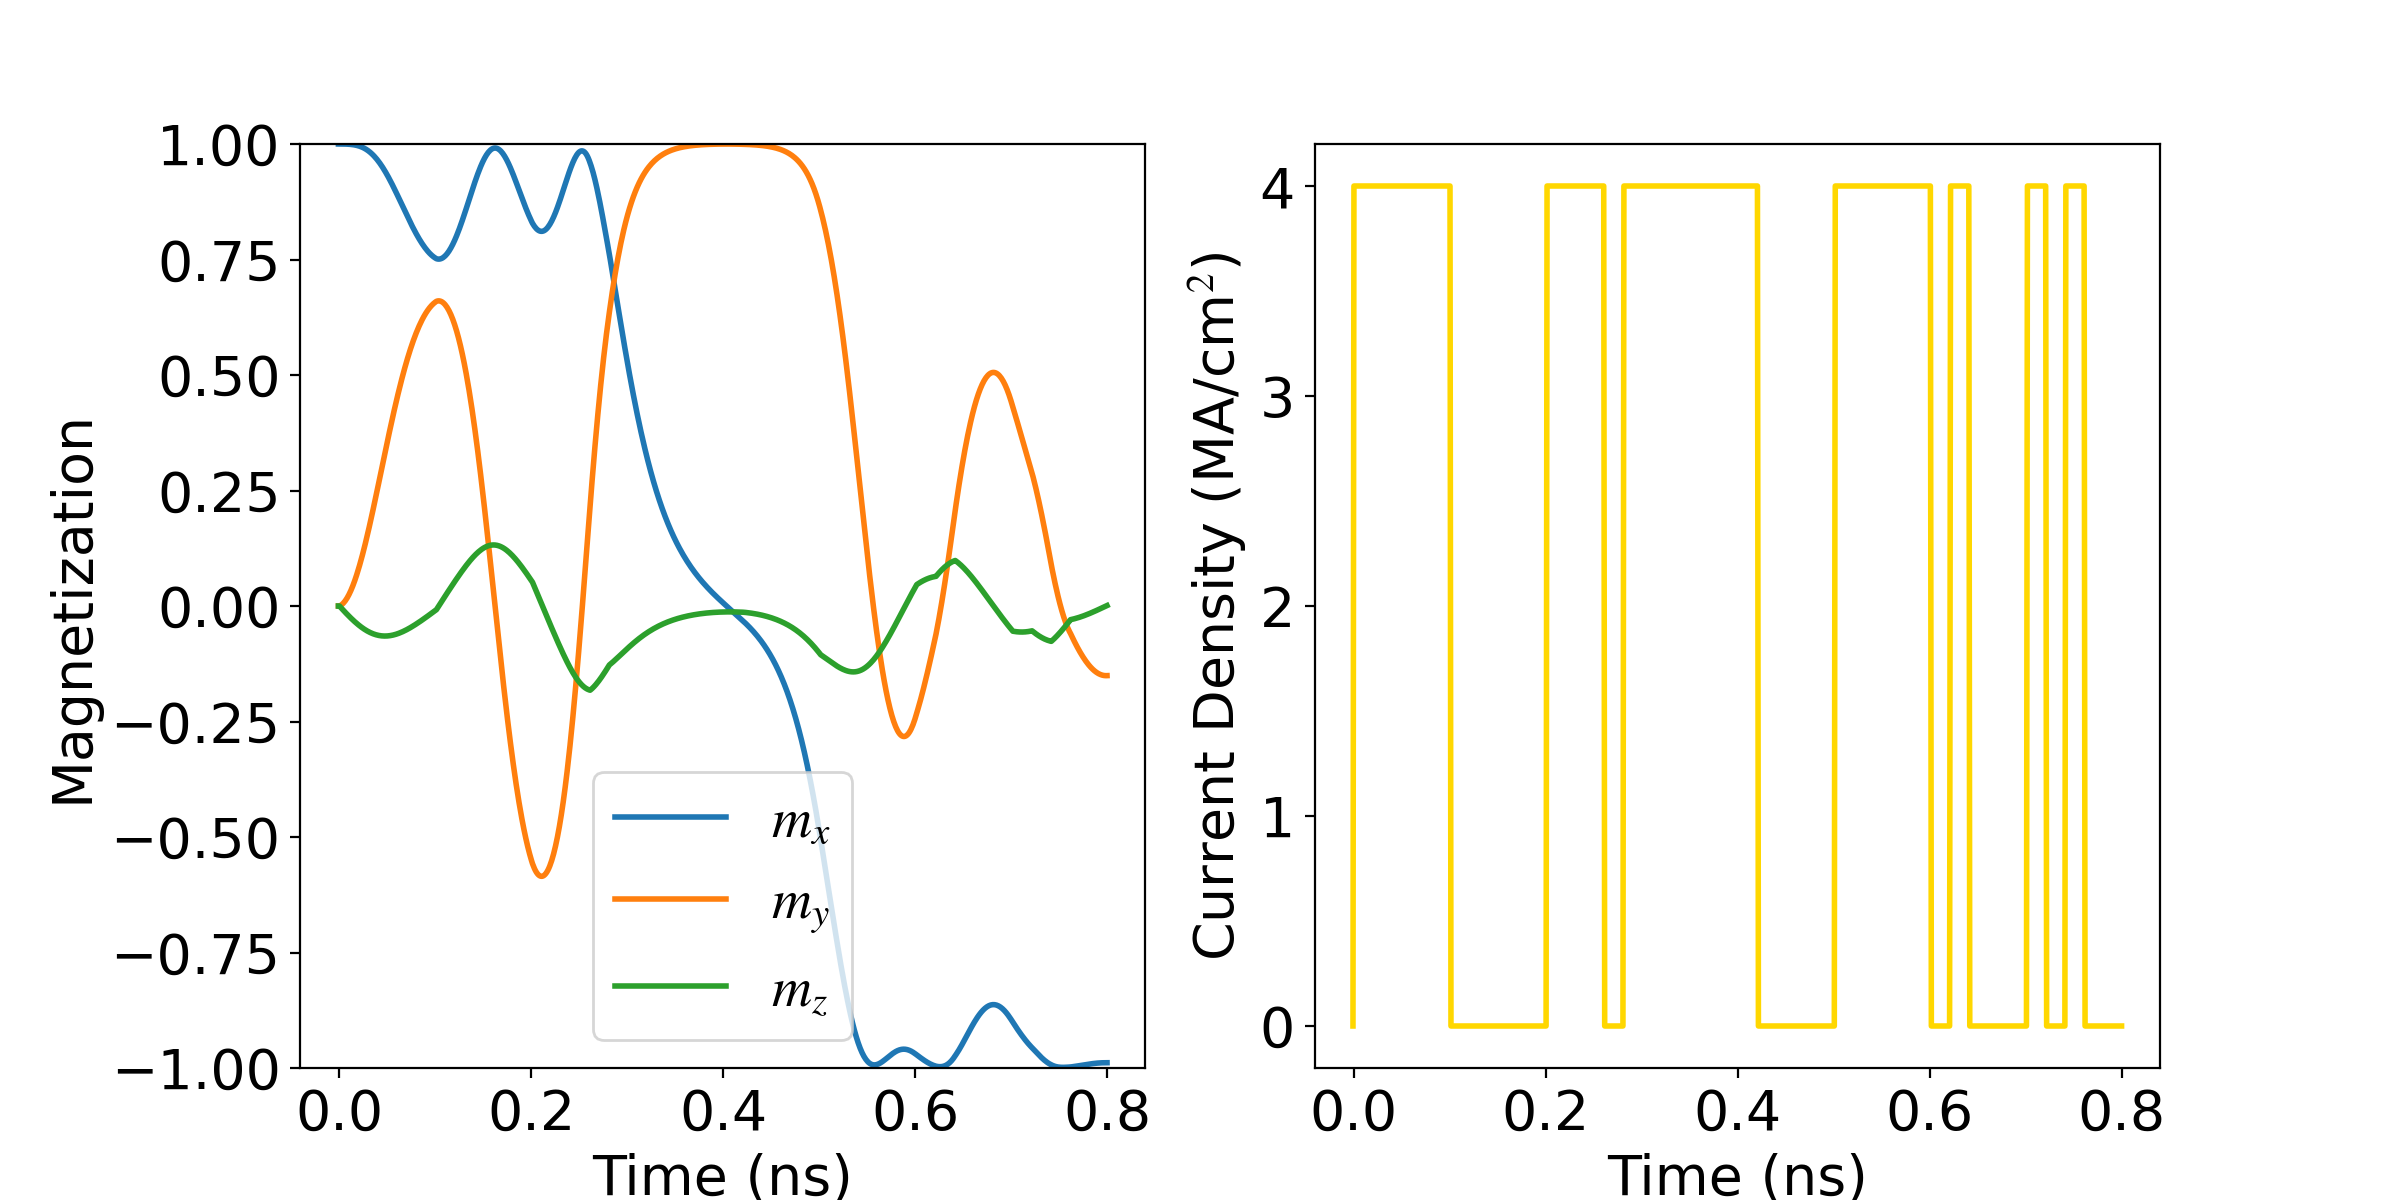 Magnetization
1.00
0.75
0.50
0.25
0.00
−0.25
−0.50
−0.75
−1.00
0.0 0.2 0.4 0.6 0.8
Time (ns)
m_x
m_y
m_z
Current Density (MA/cm²)
4
3
2
1
0
0.0 0.2 0.4 0.6 0.8
Time (ns)